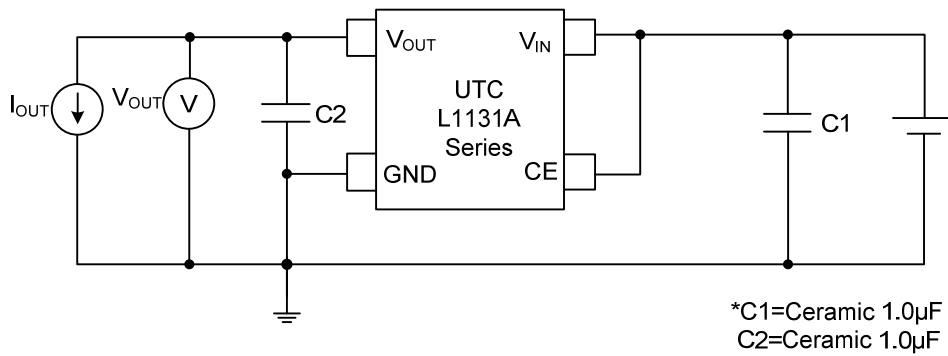 V_OUT
V_IN
UTC
L1131A
Series
I_OUT
V_OUT
V
C2
C1
GND
CE
*C1=Ceramic 1.0µF
C2=Ceramic 1.0µF